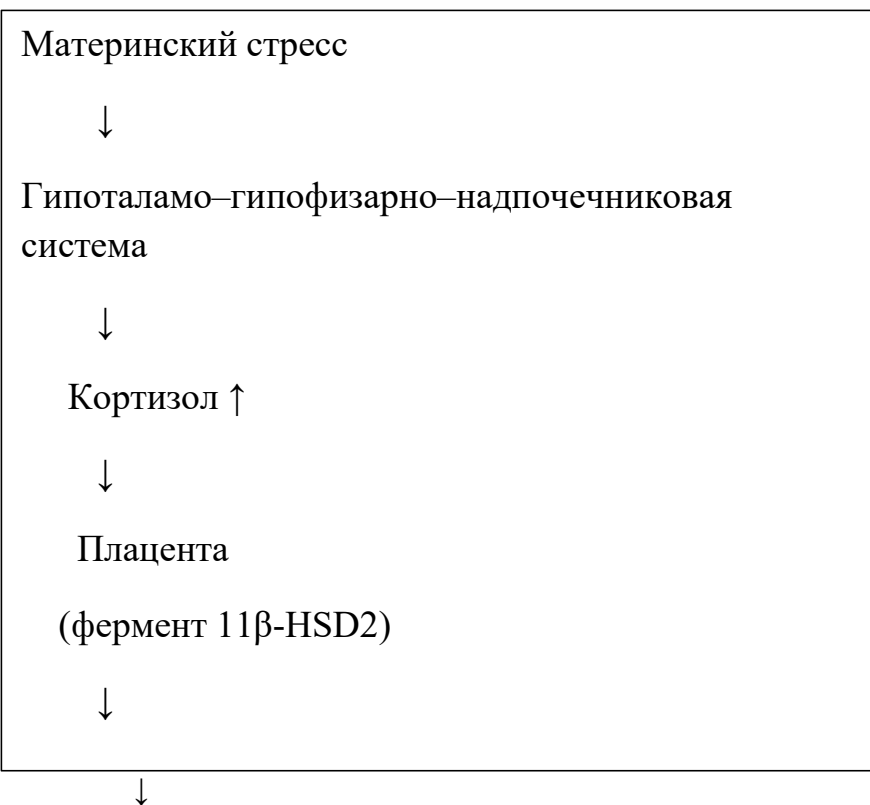 Материнский стресс
↓
Гипоталамо–гипофизарно–надпочечниковая
система
↓
Кортизол ↑
↓
Плацента
(фермент 11β-HSD2)
↓
↓